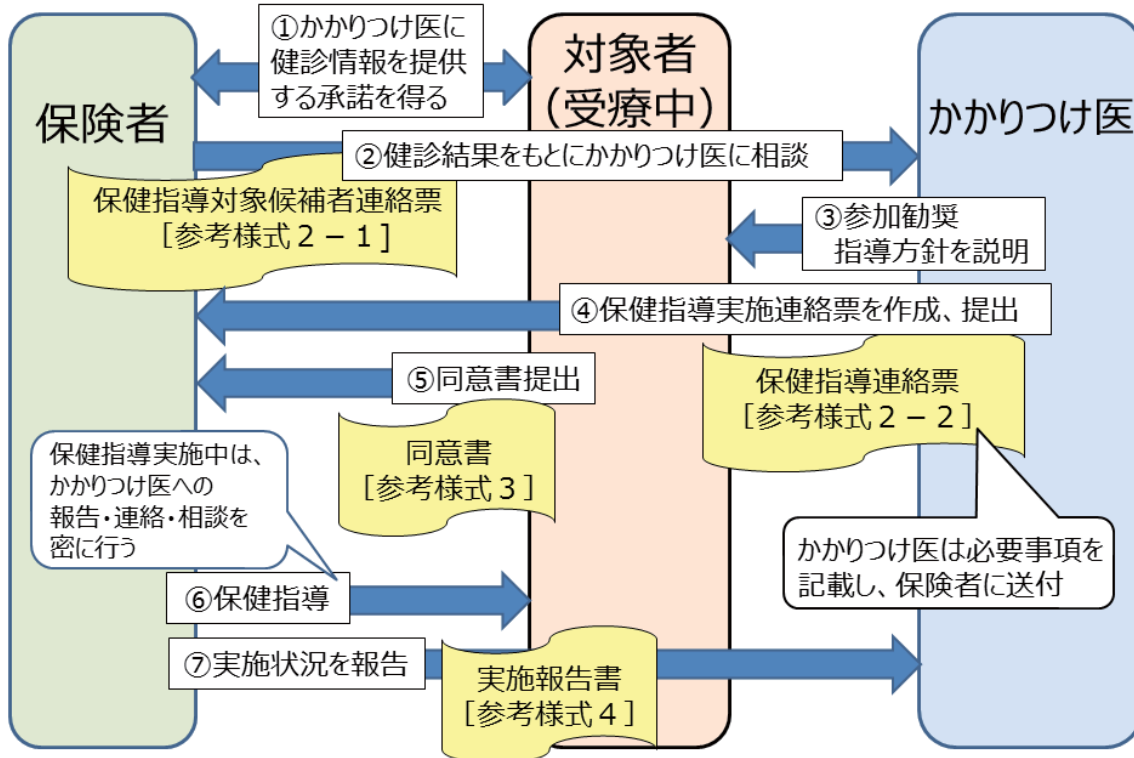 保険者
対象者
(受療中)
かかりつけ医
①かかりつけ医に
健診情報を提供
する承諾を得る
②健診結果をもとにかかりつけ医に相談
保健指導対象候補者連絡票
[参考様式2-1]
③参加勧奨
指導方針を説明
④保健指導実施連絡票を作成、提出
保健指導連絡票
[参考様式2-2]
かかりつけ医は必要事項を
記載し、保険者に送付
⑤同意書提出
同意書
[参考様式3]
保健指導実施中は、
かかりつけ医への
報告・連絡・相談を
密に行う
⑥保健指導
⑦実施状況を報告
実施報告書
[参考様式4]